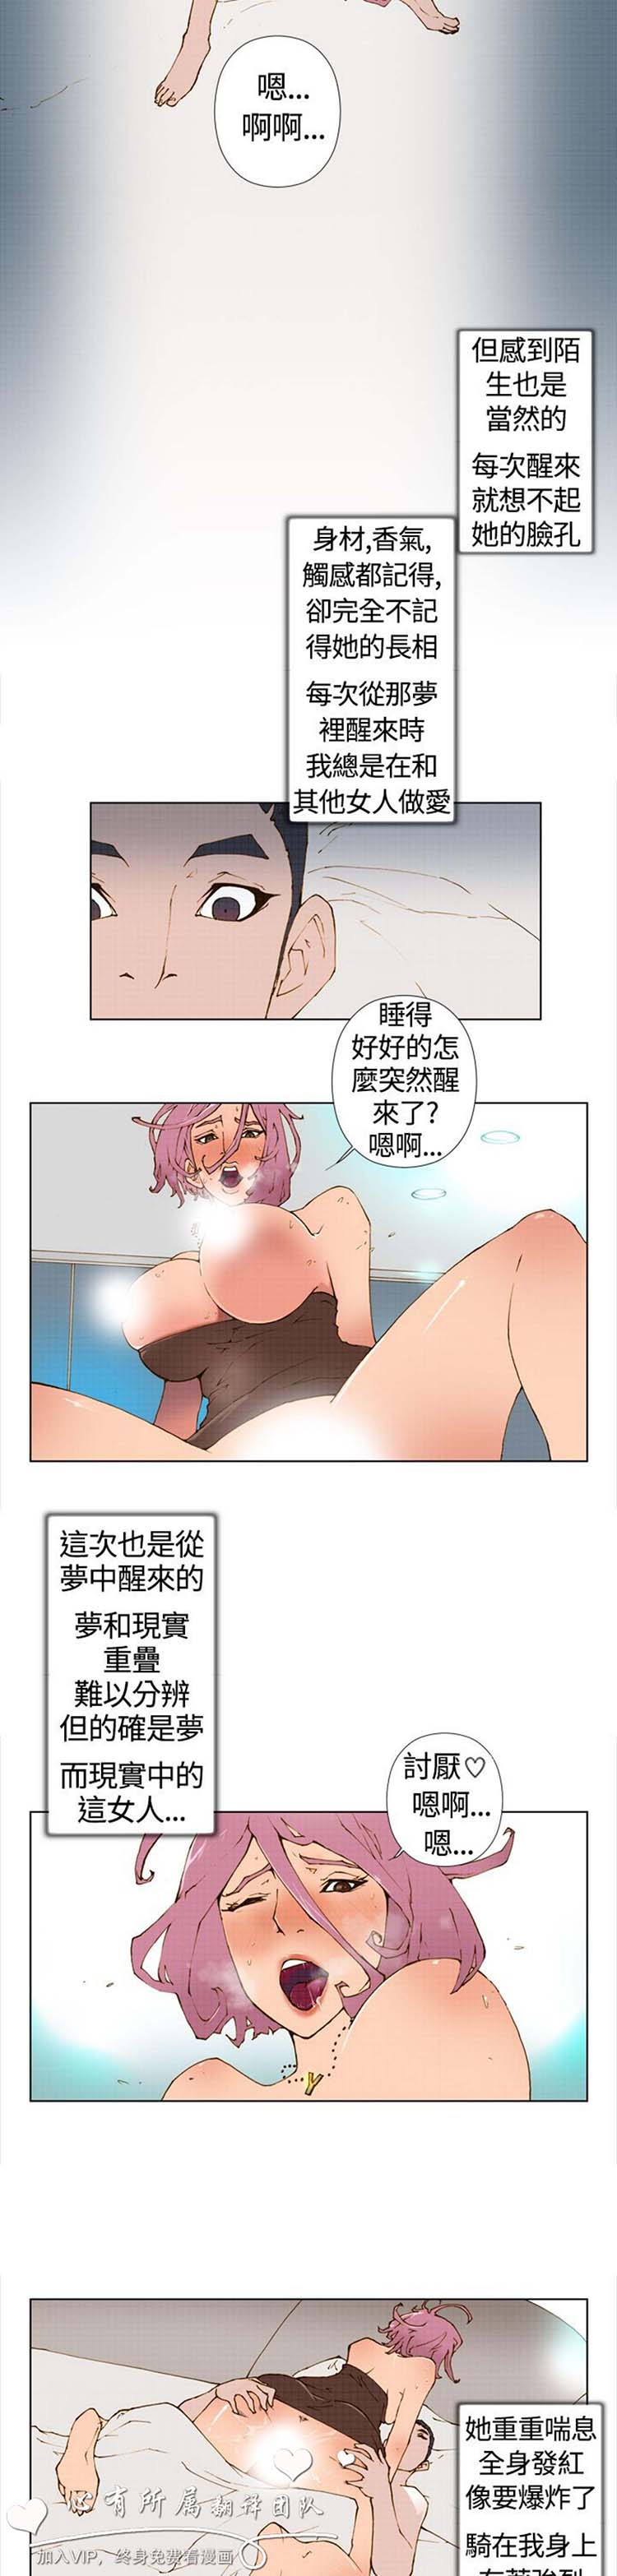 嗯...
啊啊...
但感到陌
生也是
當然的
每次醒來
就想不起
她的臉孔
身材,香氣,
觸感都記得,
卻完全不記
得她的長相
每次從那夢
裡醒來時
我總是在和
其他女人做愛
睡得
好好的怎
麼突然醒
來了?
嗯啊...
這次也是從
夢中醒來的
夢和現實
重疊
難以分辨
但的確是夢
而現實中的
這女人...
討厭♡
嗯啊...
嗯...
她重重喘息
全身發紅
像要爆炸了
騎在我身上
心有所属翻译团队
加入VIP，终身免费看漫画